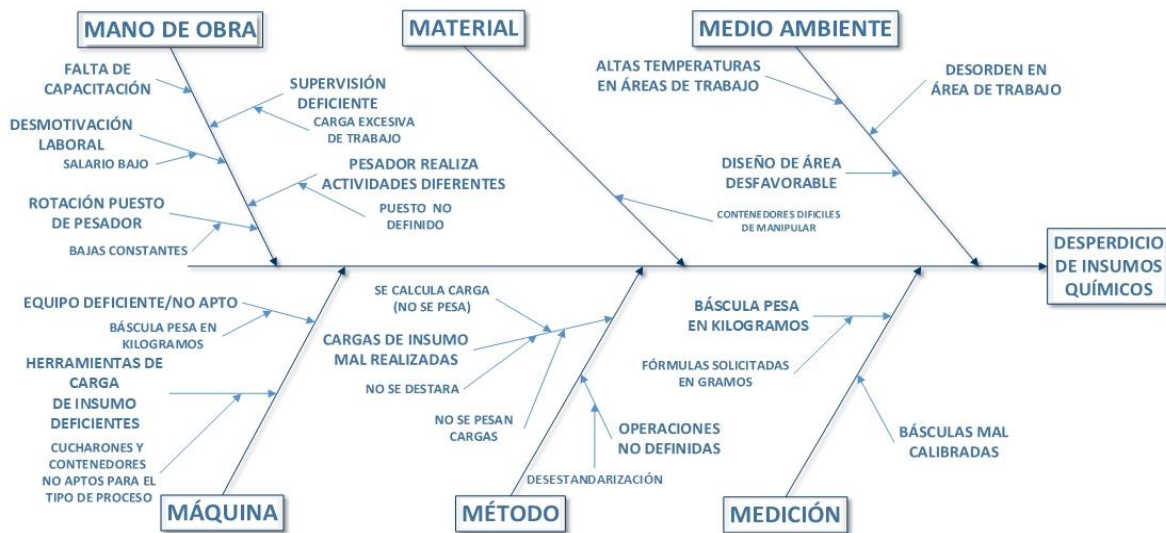 MANO DE OBRA
MATERIAL
MEDIO AMBIENTE
FALTA DE
CAPACITACIÓN
SUPERVISIÓN
DEFICIENTE
CARGA EXCESIVA
DE TRABAJO
DESMOTIVACIÓN
LABORAL
SALARIO BAJO
PESADOR REALIZA
ACTIVIDADES DIFERENTES
PUESTO NO
DEFINIDO
ROTACIÓN PUESTO
DE PESADOR
BAJAS CONSTANTES
CONTENEDORES DIFICILES
DE MANIPULAR
ALTAS TEMPERATURAS
EN ÁREAS DE TRABAJO
DESORDEN EN
ÁREA DE TRABAJO
DISEÑO DE ÁREA
DESFAVORABLE
DESPERDICIO
DE INSUMOS
QUÍMICOS
EQUIPO DEFICIENTE/NO APTO
BÁSCULA PESA EN
KILOGRAMOS
HERRAMIENTAS DE
CARGA
DE INSUMO
DEFICIENTES
CUCHARONES Y
CONTENEDORES
NO APTOS PARA EL
TIPO DE PROCESO
SE CALCULA CARGA
(NO SE PESA)
CARGAS DE INSUMO
MAL REALIZADAS
NO SE DESTARA
NO SE PESAN
CARGAS
OPERACIONES
NO DEFINIDAS
DESESTANDARIZACIÓN
BÁSCULA PESA
EN KILOGRAMOS
FÓRMULAS SOLICITADAS
EN GRAMOS
BÁSCULAS MAL
CALIBRADAS
MÁQUINA
MÉTODO
MEDICIÓN